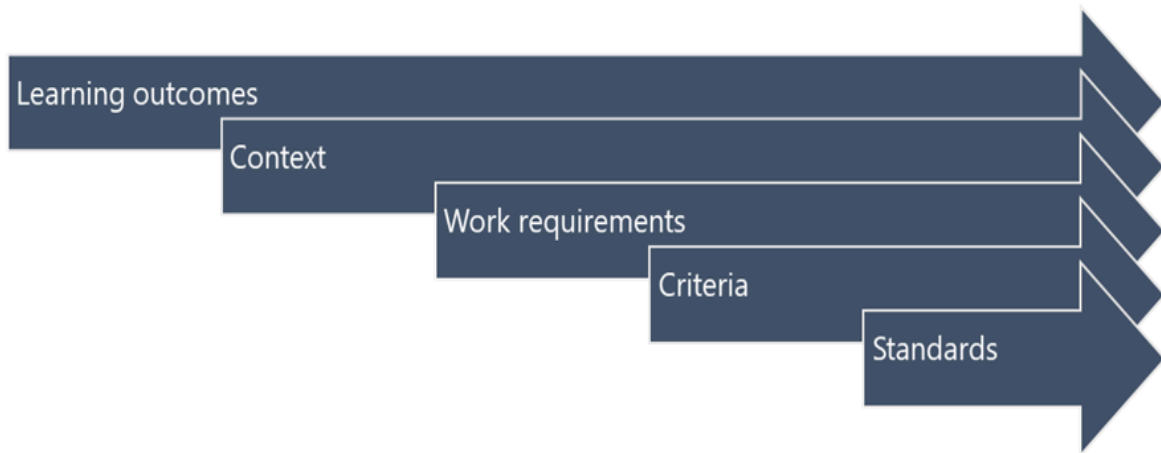 Learning outcomes
Context
Work requirements
Criteria
Standards